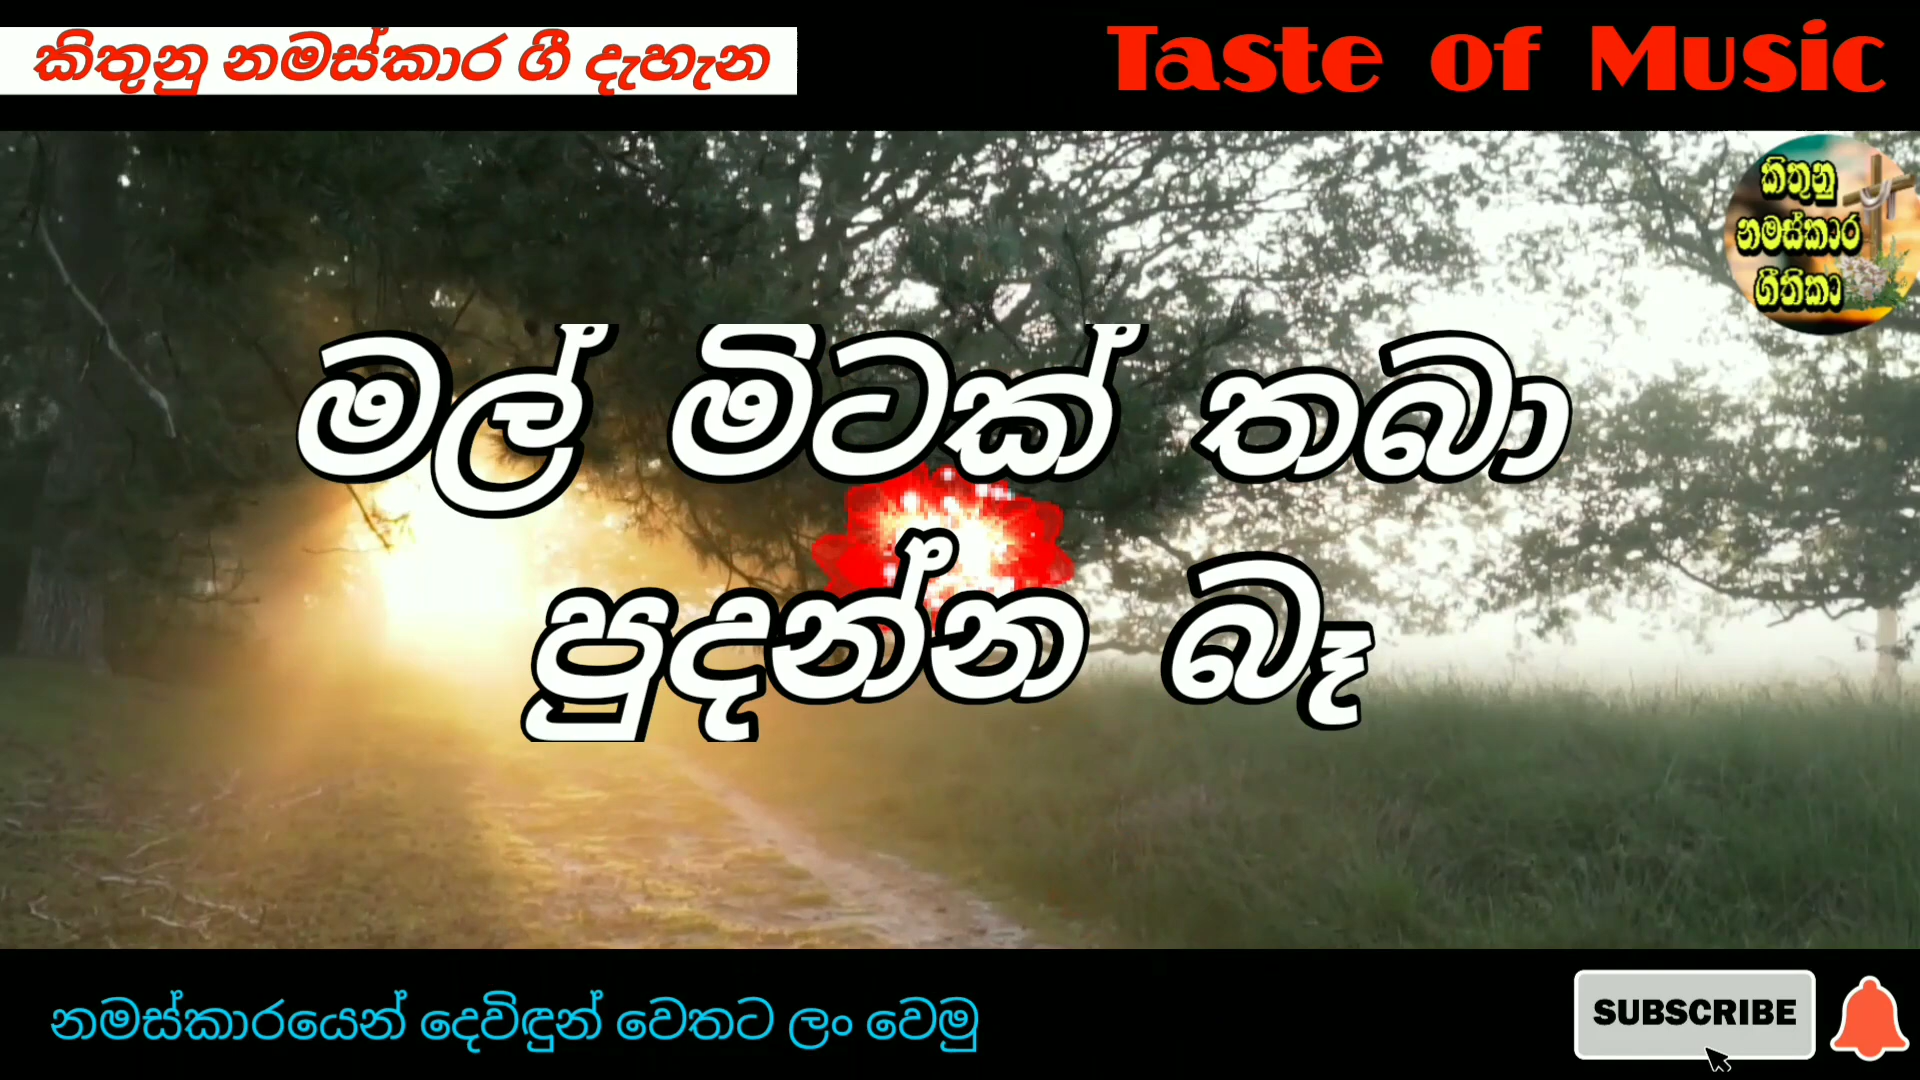 කිතුනු නමස්කාර ගී දැහැන
Taste of Music
කිතුනු
නමස්කාර
ගීතිකා
මල් මිටක් තබා
පුදන්න බෑ
නමස්කාරයෙන් දෙවිඳුන් වෙතට ලං වෙමු
SUBSCRIBE